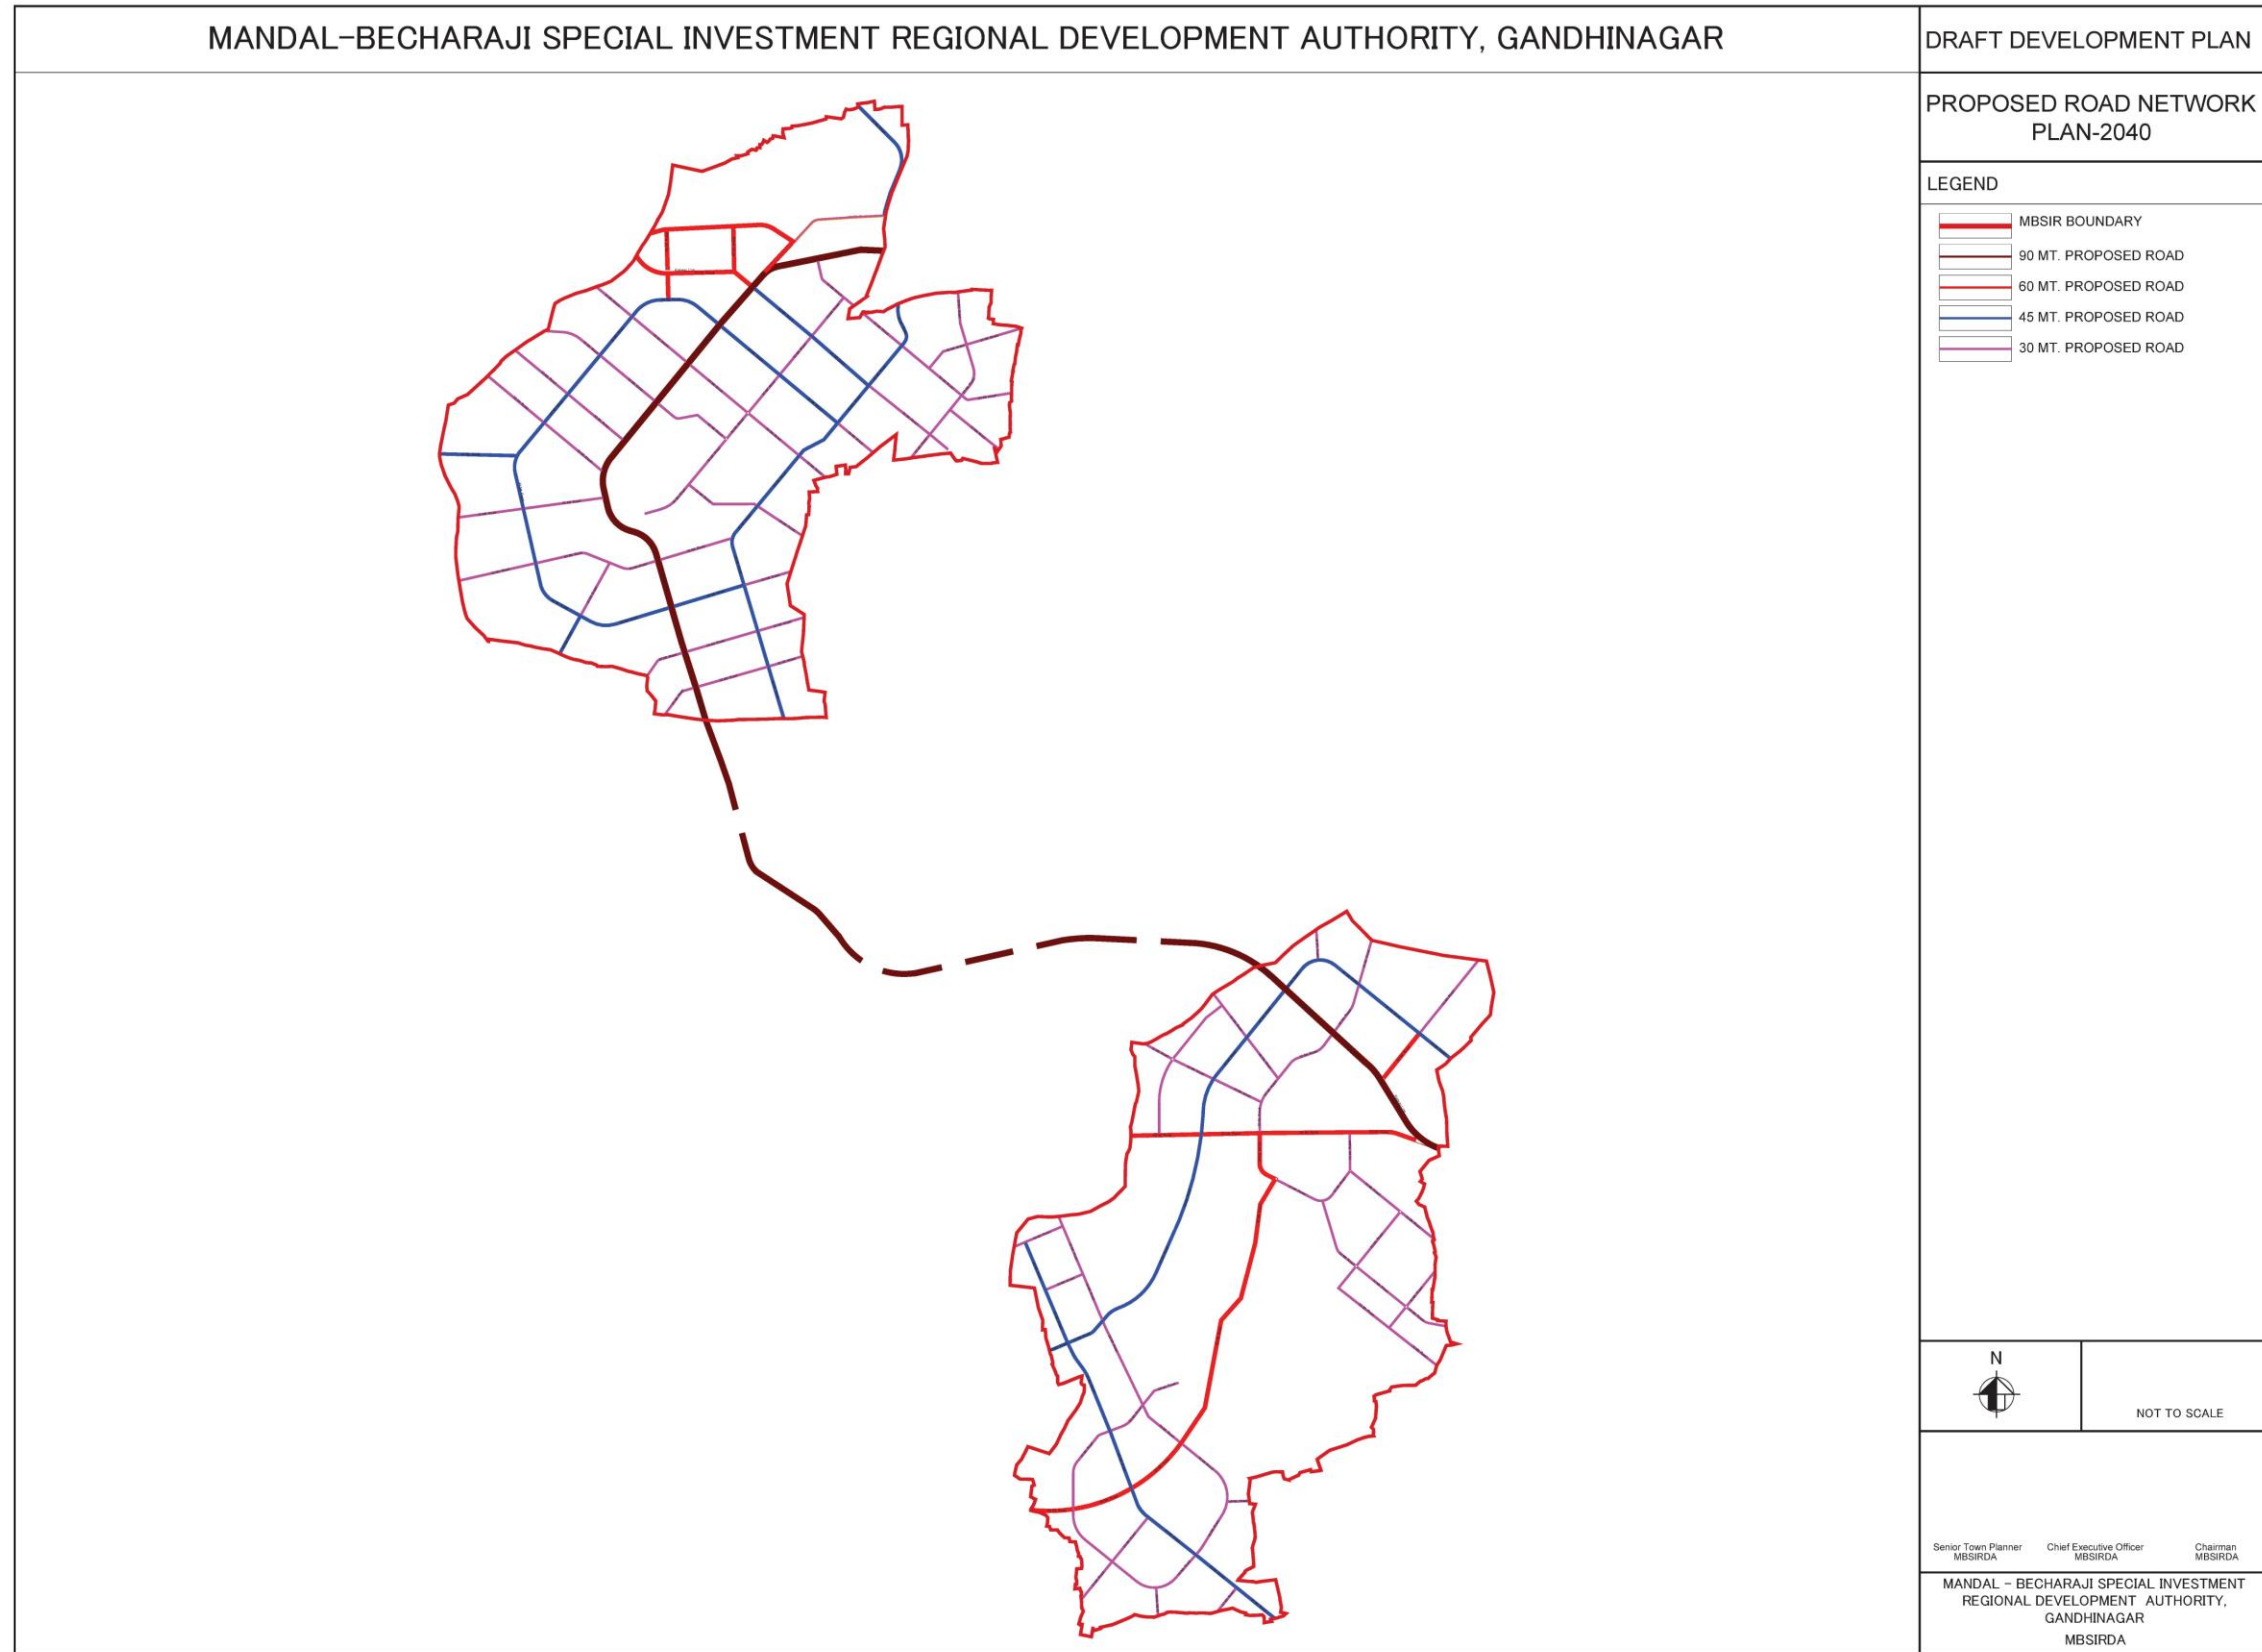 MANDAL-BECHARAJI SPECIAL INVESTMENT REGIONAL DEVELOPMENT AUTHORITY, GANDHINAGAR
DRAFT DEVELOPMENT PLAN
PROPOSED ROAD NETWORK
PLAN-2040
LEGEND
MBSIR BOUNDARY
90 MT. PROPOSED ROAD
60 MT. PROPOSED ROAD
45 MT. PROPOSED ROAD
30 MT. PROPOSED ROAD
N
NOT TO SCALE
Senior Town Planner
MBSIRDA
Chief Executive Officer
MBSIRDA
Chairman
MBSIRDA
MANDAL - BECHARAJI SPECIAL INVESTMENT
REGIONAL DEVELOPMENT AUTHORITY,
GANDHINAGAR
MBSIRDA